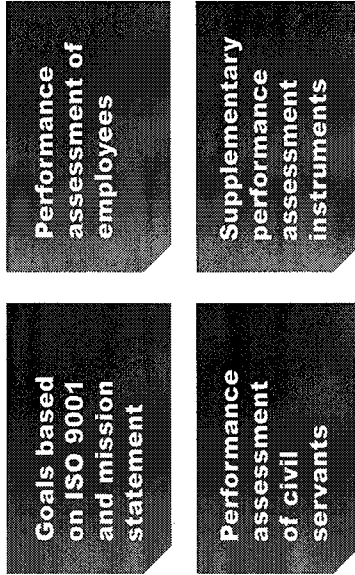 Goals based
on ISO 9001
and mission
statement
Performance
assessment of
employees
Performance
assessment
of civil
servants
Supplementary
performance
assessment
instruments